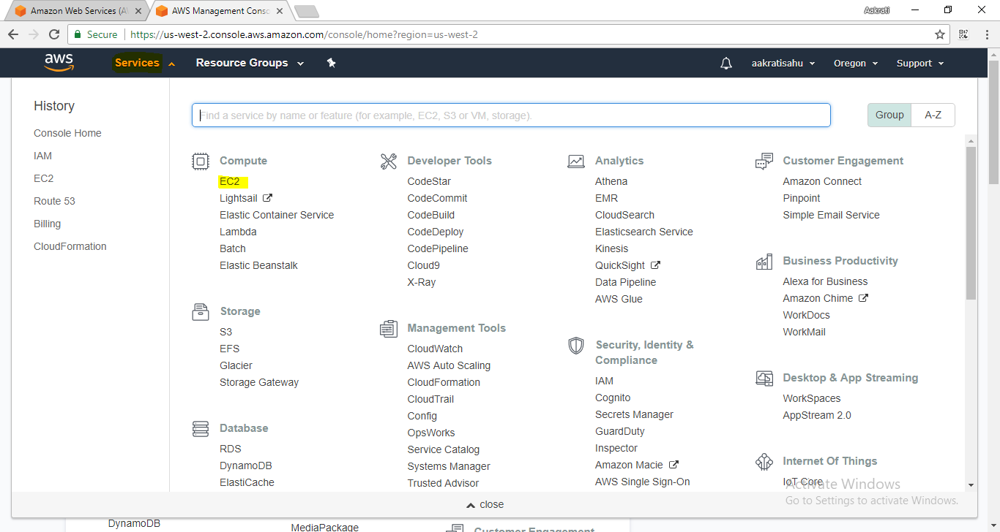 Amazon Web Services (A
AWS Management Conso
Aakrati
Secure
https://us-west-2.console.aws.amazon.com/console/home?region=us-west-2
aws
Services
Resource Groups
aakratisahu
Oregon
Support
History
Console Home
IAM
EC2
Route 53
Billing
CloudFormation
Find a service by name or feature (for example, EC2, S3 or VM, storage).
Group
A-Z
Compute
EC2
Lightsail
Elastic Container Service
Lambda
Batch
Elastic Beanstalk
Storage
S3
EFS
Glacier
Storage Gateway
Database
RDS
DynamoDB
ElastiCache
Developer Tools
CodeStar
CodeCommit
CodeBuild
CodeDeploy
CodePipeline
Cloud9
X-Ray
Management Tools
CloudWatch
AWS Auto Scaling
CloudFormation
CloudTrail
Config
OpsWorks
Service Catalog
Systems Manager
Trusted Advisor
Analytics
Athena
EMR
CloudSearch
Elasticsearch Service
Kinesis
QuickSight
Data Pipeline
AWS Glue
Security, Identity &
Compliance
IAM
Cognito
Secrets Manager
GuardDuty
Inspector
Amazon Macie
AWS Single Sign-On
Customer Engagement
Amazon Connect
Pinpoint
Simple Email Service
Business Productivity
Alexa for Business
Amazon Chime
WorkDocs
WorkMail
Desktop & App Streaming
WorkSpaces
AppStream 2.0
Internet Of Things
IoT Core
Activate Windows
Go to Settings to activate Windows.
close
DynamoDB
MediaPackage
Customer Engagement